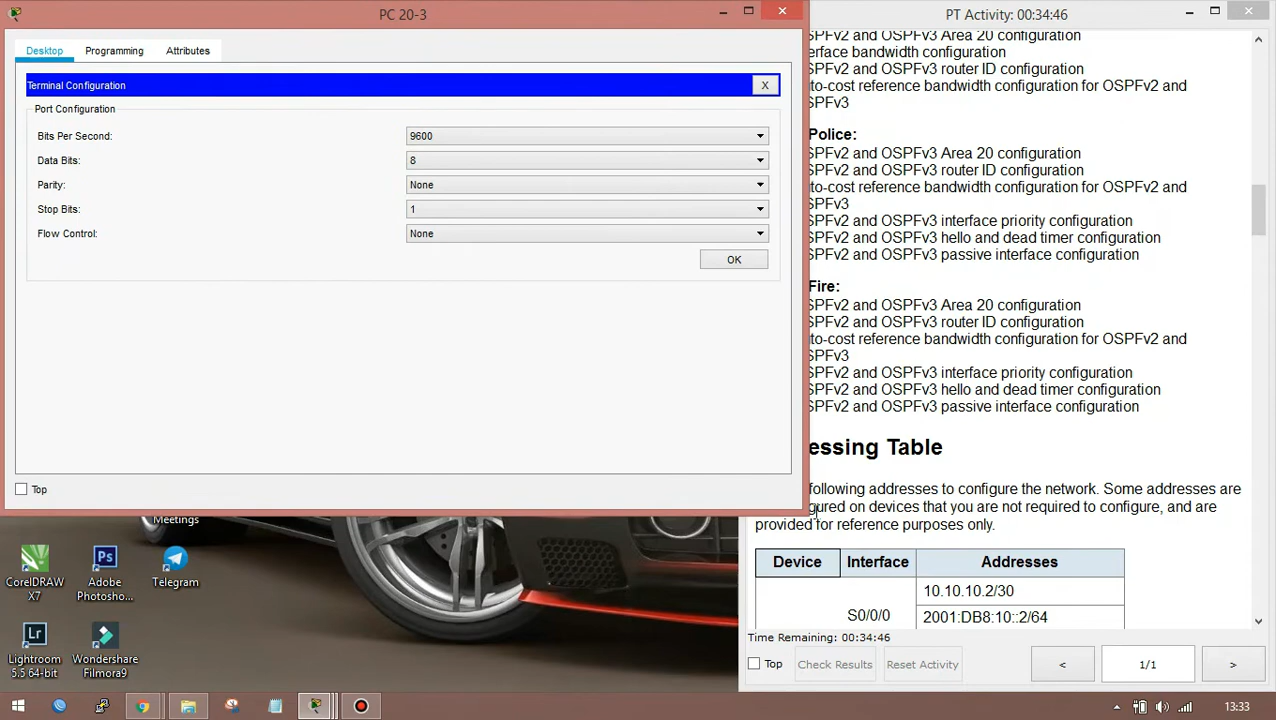 PC 20-3
Desktop Programming Attributes
Terminal Configuration X
Port Configuration
Bits Per Second: 9600
Data Bits: 8
Parity: None
Stop Bits: 1
Flow Control: None
OK
Top
Meetings
CorelDRAW X7
Adobe Photosho...
Telegram
Lightroom 5.5 64-bit
Wondershare Filmora9
PT Activity: 00:34:46
SPFv2 and OSPFv3 Area 20 configuration
erface bandwidth configuration
SPFv2 and OSPFv3 router ID configuration
to-cost reference bandwidth configuration for OSPFv2 and
SPFv3
Police:
SPFv2 and OSPFv3 Area 20 configuration
SPFv2 and OSPFv3 router ID configuration
to-cost reference bandwidth configuration for OSPFv2 and
SPFv3
SPFv2 and OSPFv3 interface priority configuration
SPFv2 and OSPFv3 hello and dead timer configuration
SPFv2 and OSPFv3 passive interface configuration
Fire:
SPFv2 and OSPFv3 Area 20 configuration
SPFv2 and OSPFv3 router ID configuration
to-cost reference bandwidth configuration for OSPFv2 and
SPFv3
SPFv2 and OSPFv3 interface priority configuration
SPFv2 and OSPFv3 hello and dead timer configuration
SPFv2 and OSPFv3 passive interface configuration
essing Table
following addresses to configure the network. Some addresses are
gured on devices that you are not required to configure, and are
provided for reference purposes only.
Device Interface Addresses
10.10.10.2/30
S0/0/0
2001:DB8:10::2/64
Time Remaining: 00:34:46
Top Check Results Reset Activity < 1/1 >
13:33